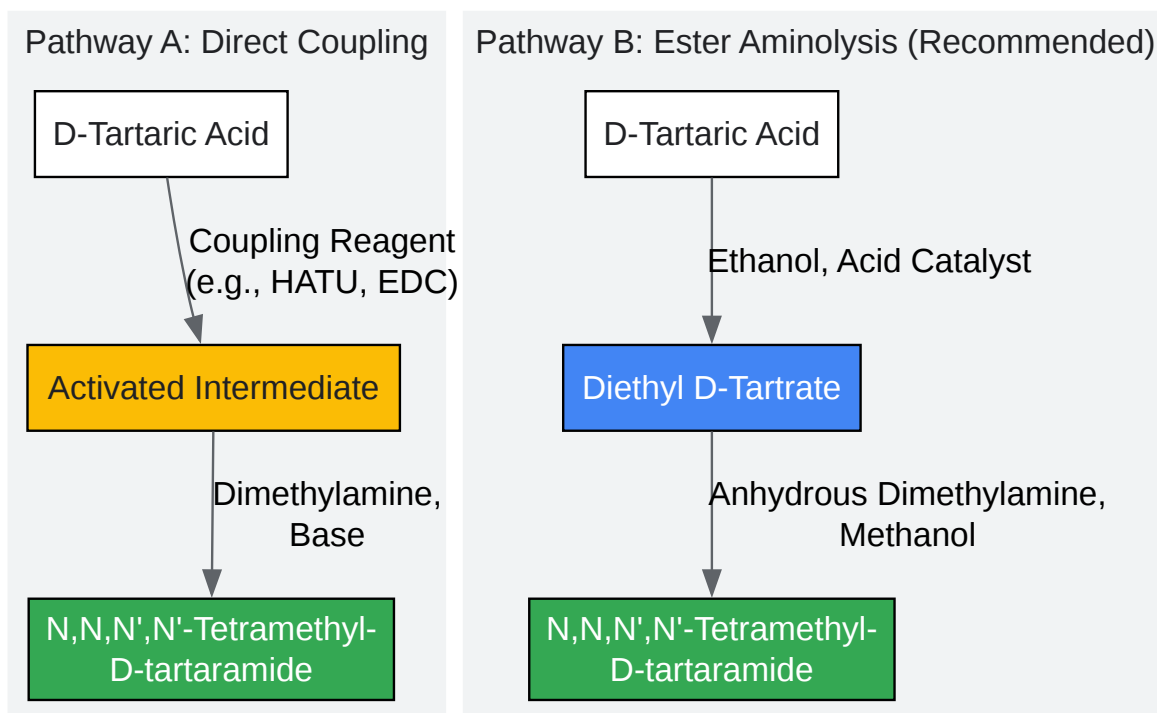 Pathway A: Direct Coupling
D-Tartaric Acid
Coupling Reagent
(e.g., HATU, EDC)
Activated Intermediate
Dimethylamine,
Base
N,N,N',N'-Tetramethyl-
D-tartaramide
Pathway B: Ester Aminolysis (Recommended)
D-Tartaric Acid
Ethanol, Acid Catalyst
Diethyl D-Tartrate
Anhydrous Dimethylamine,
Methanol
N,N,N',N'-Tetramethyl-
D-tartaramide